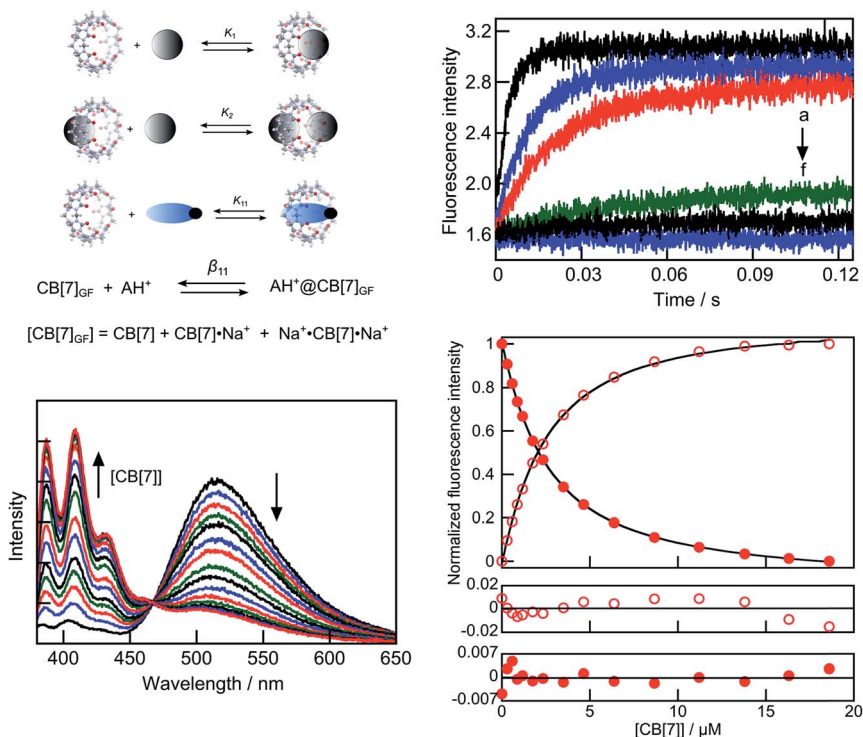 + K₁
+ K₂
+ K₁₁
β₁₁
CB[7]GF + AH⁺ AH⁺@CB[7]GF
[CB[7]GF] = CB[7] + CB[7]•Na⁺ + Na⁺•CB[7]•Na⁺
Fluorescence intensity
3.2
2.8
2.4
2.0
1.6
a
f
0 0.03 0.06 0.09 0.12
Time / s
Intensity
[CB[7]]
400 450 500 550 600 650
Wavelength / nm
Normalized fluorescence intensity
1
0.8
0.6
0.4
0.2
0
0.02
0
-0.02
0.007
0
-0.007
0 5 10 15 20
[CB[7]] / µM